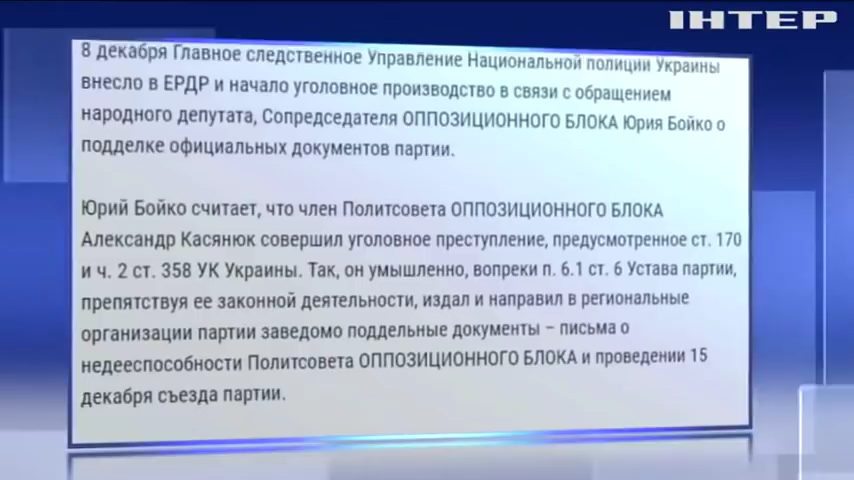 ІНТЕР
8 декабря Главное следственное Управление Национальной полиции Украины
внесло в ЕРДР и начало уголовное производство в связи с обращением
народного депутата, Сопредседателя ОППОЗИЦИОННОГО БЛОКА Юрия Бойко о
подделке официальных документов партии.
Юрий Бойко считает, что член Политсовета ОППОЗИЦИОННОГО БЛОКА
Александр Касянюк совершил уголовное преступление, предусмотренное ст. 170
и ч. 2 ст. 358 УК Украины. Так, он умышленно, вопреки п. 6.1 ст. 6 Устава партии,
препятствуя ее законной деятельности, издал и направил в региональные
организации партии заведомо поддельные документы – письма о
недееспособности Политсовета ОППОЗИЦИОННОГО БЛОКА и проведении 15
декабря съезда партии.